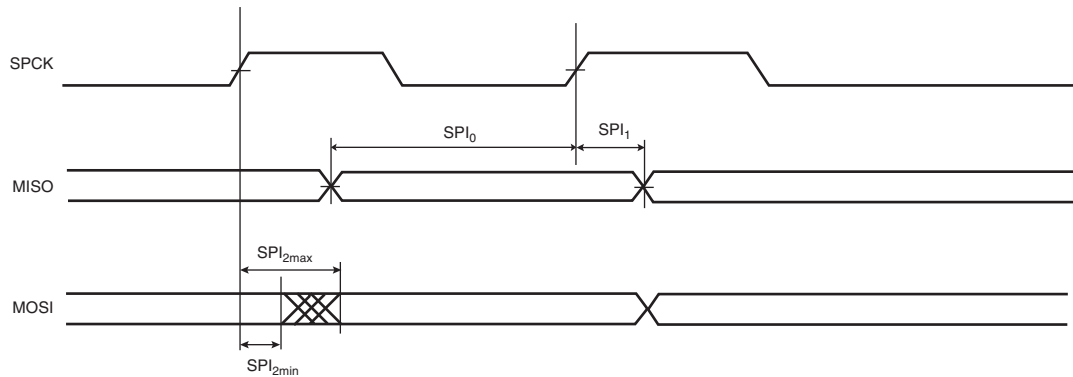 SPCK
SPI₀
SPI₁
MISO
SPI₂ₘₐₓ
MOSI
SPI₂ₘᵢₙ